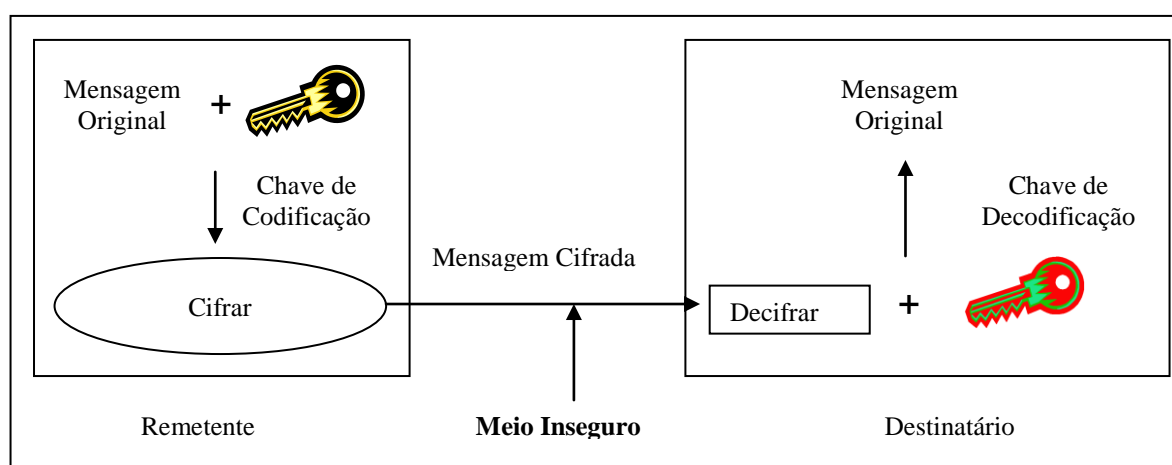 Mensagem
Original
+
Chave de
Codificação
Cifrar
Mensagem Cifrada
Mensagem
Original
Chave de
Decodificação
Decifrar
+
Remetente
Meio Inseguro
Destinatário